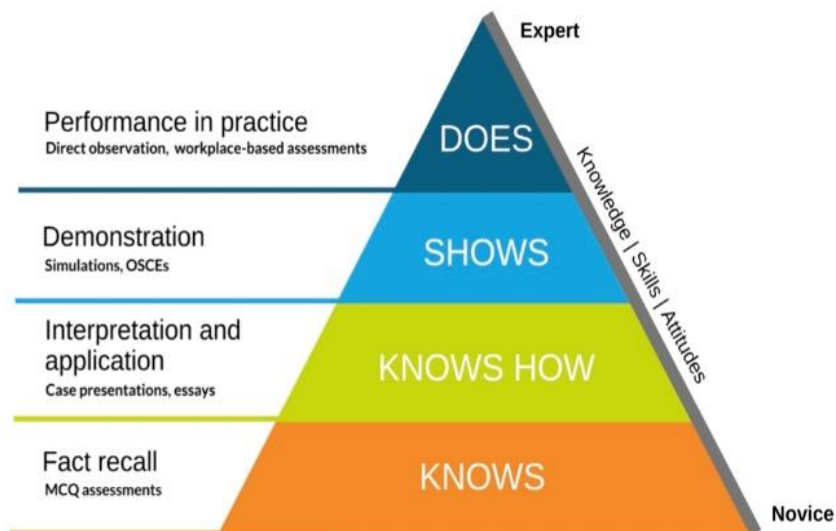 Expert
Performance in practice
Direct observation, workplace-based assessments
DOES
Knowledge | Skills | Attitudes
Demonstration
Simulations, OSCEs
SHOWS
Interpretation and
application
Case presentations, essays
KNOWS HOW
Fact recall
MCQ assessments
KNOWS
Novice